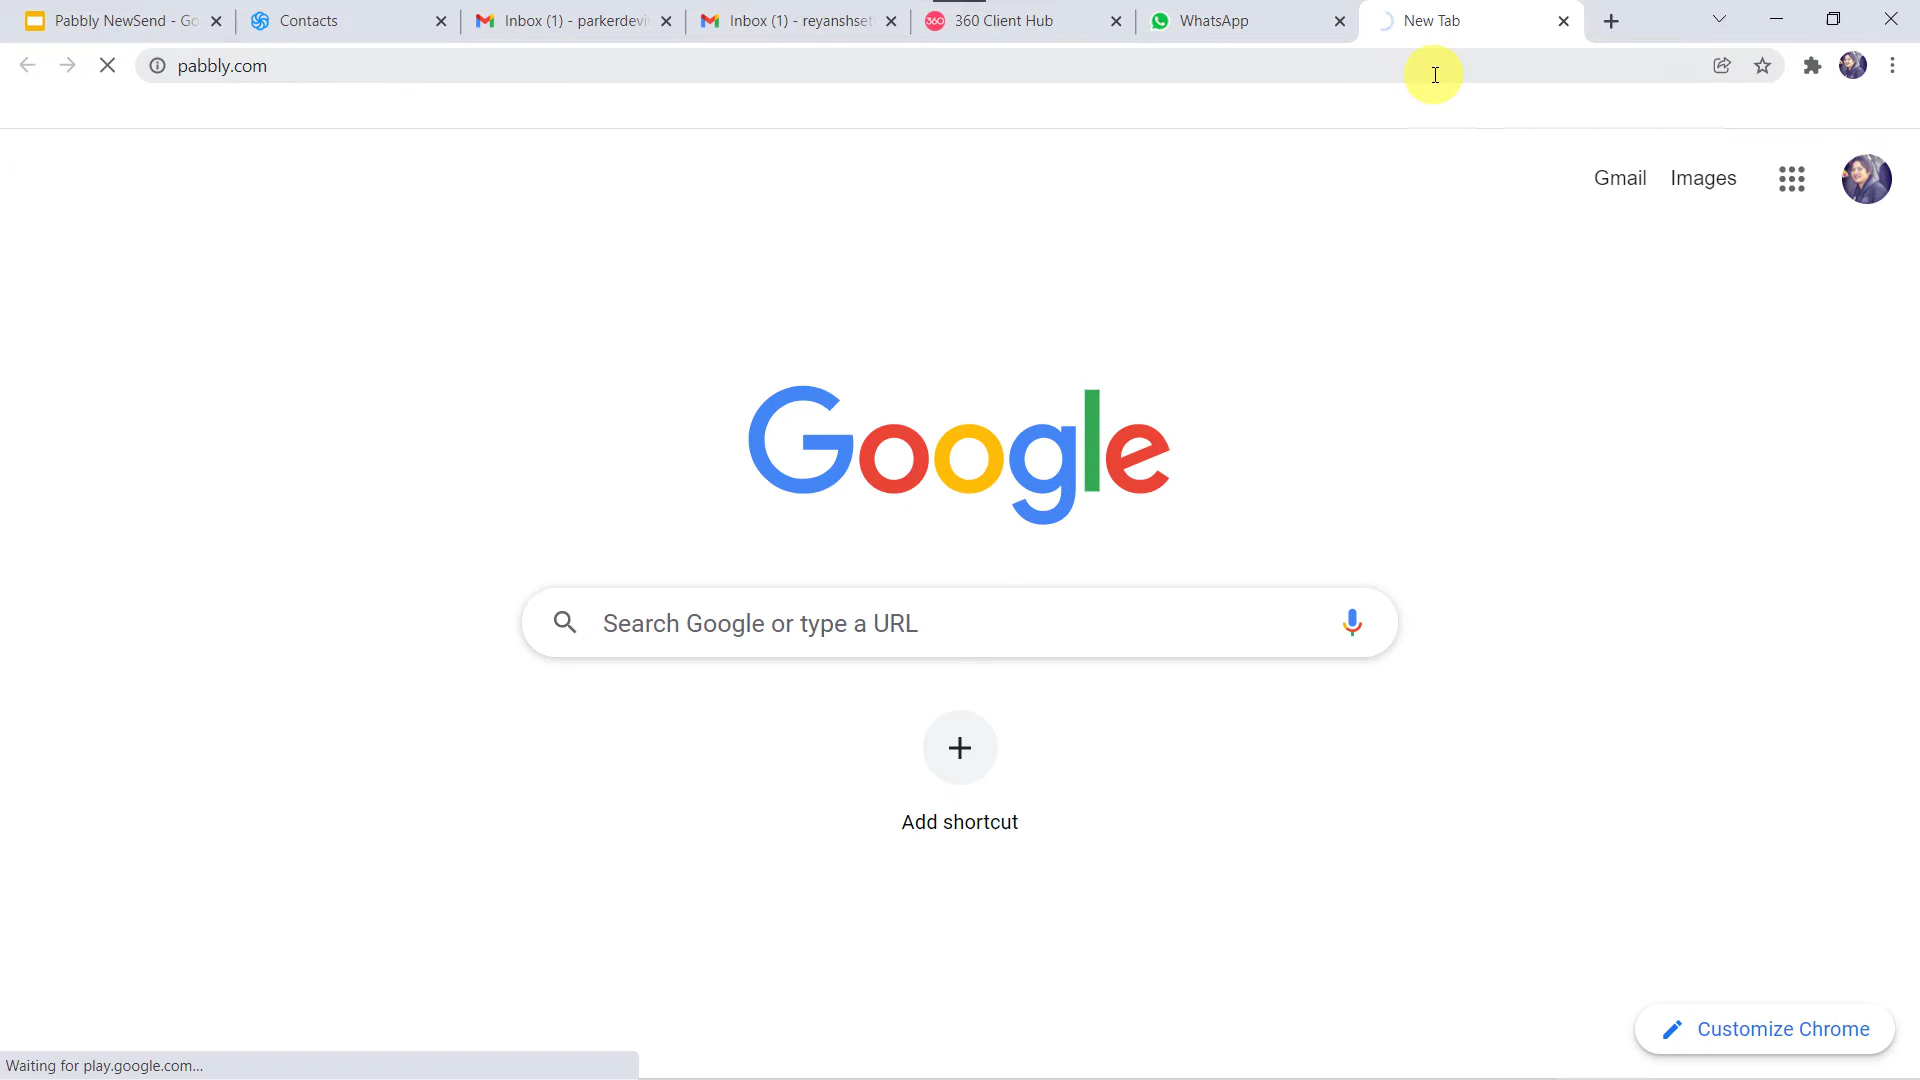 Pabbly NewSend - Go
Contacts
Inbox (1) - parkerdevi
Inbox (1) - reyanshset
360
360 Client Hub
WhatsApp
New Tab
pabbly.com
Gmail
Images
Google
Search Google or type a URL
Add shortcut
Customize Chrome
Waiting for play.google.com...